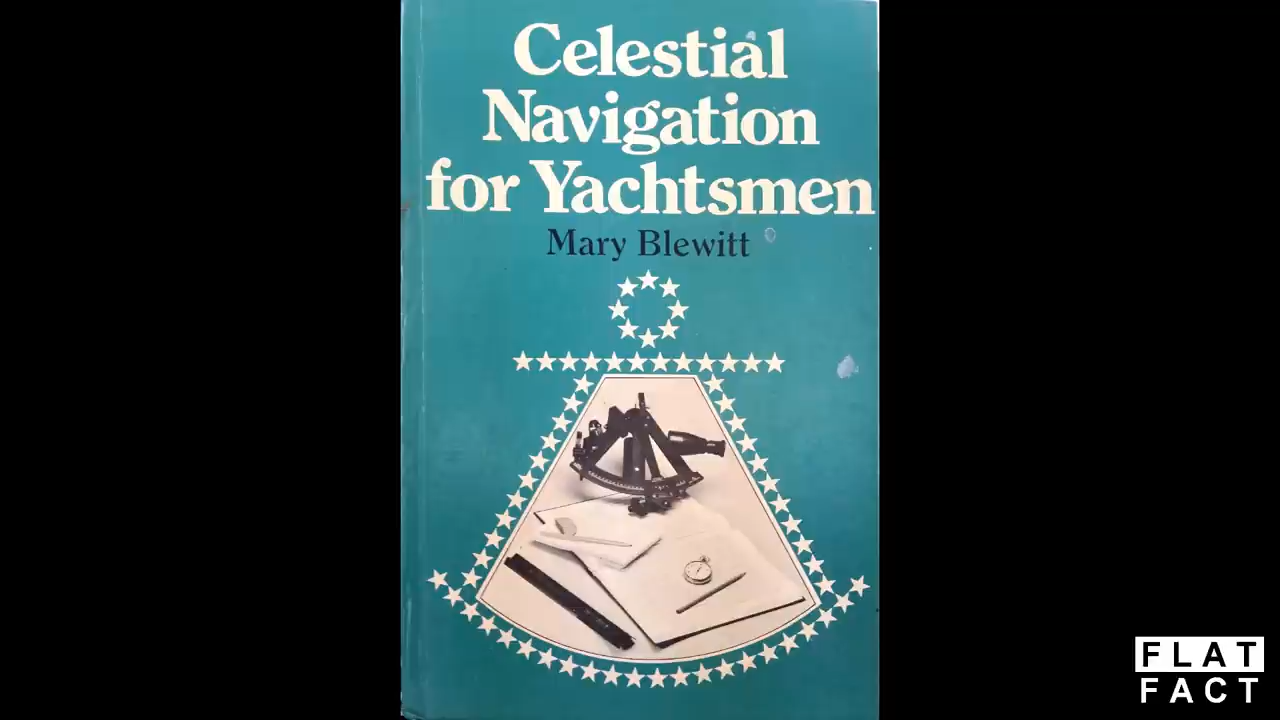 Celestial
Navigation
for Yachtsmen
Mary Blewitt
FLAT
FACT